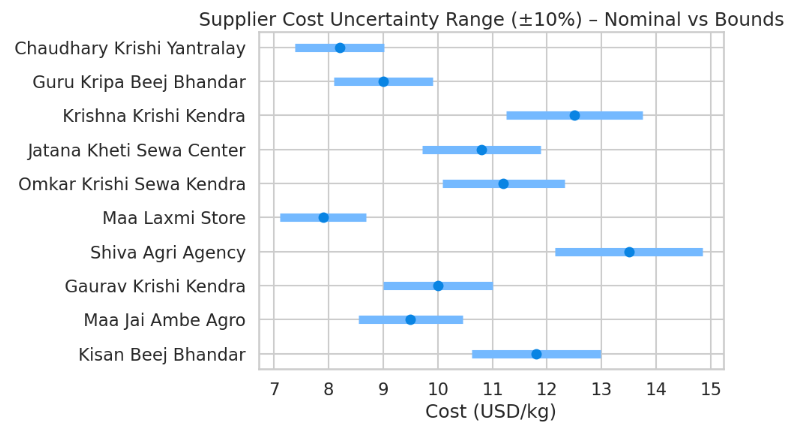 Supplier Cost Uncertainty Range (±10%) – Nominal vs Bounds
Chaudhary Krishi Yantralay
Guru Kripa Beej Bhandar
Krishna Krishi Kendra
Jatana Kheti Sewa Center
Omkar Krishi Sewa Kendra
Maa Laxmi Store
Shiva Agri Agency
Gaurav Krishi Kendra
Maa Jai Ambe Agro
Kisan Beej Bhandar
7 8 9 10 11 12 13 14 15
Cost (USD/kg)